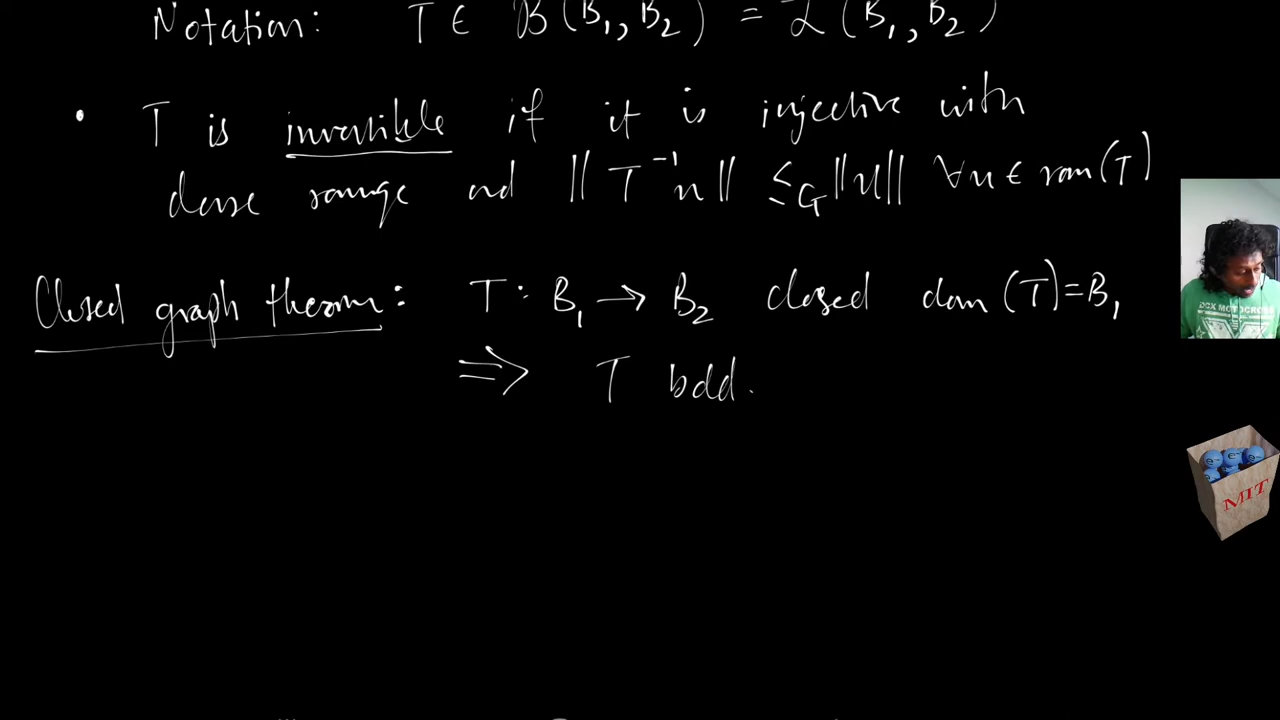 Notation: T ∈ B(B₁, B₂) = L(B₁, B₂)
• T is invertible if it is injective with
dense range and ‖T⁻¹u‖ ≲_G ‖u‖ ∀u ∈ ran(T)
Closed graph theorem: T: B₁ → B₂ closed dom(T)=B₁
⇒ T bdd.
MIT